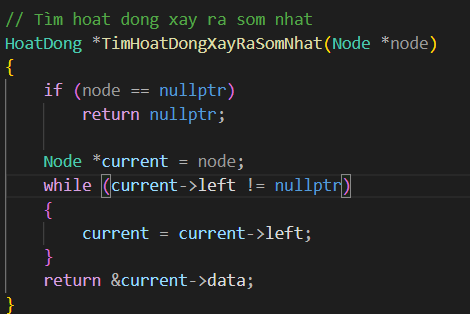 // Tìm hoat dong xay ra som nhat
HoatDong *TimHoatDongXayRaSomNhat(Node *node)
{
    if (node == nullptr)
        return nullptr;

    Node *current = node;
    while (current->left != nullptr)
    {
        current = current->left;
    }
    return &current->data;
}